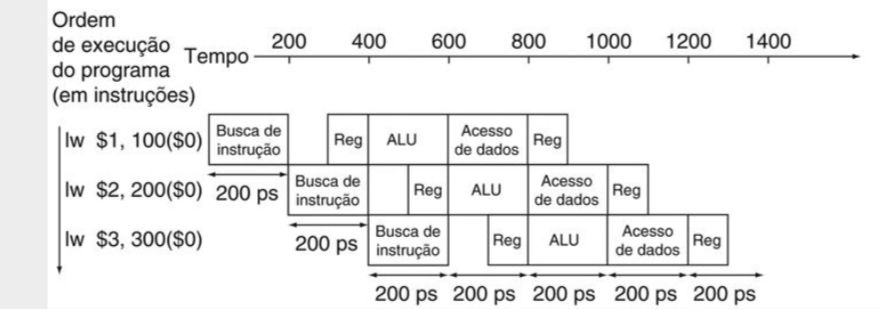 Ordem
de execução
do programa
(em instruções)
Tempo
200 400 600 800 1000 1200 1400
lw $1, 100($0)
Busca de
instrução
Reg
ALU
Acesso
de dados
Reg
lw $2, 200($0)
200 ps
Busca de
instrução
Reg
ALU
Acesso
de dados
Reg
lw $3, 300($0)
200 ps
Busca de
instrução
Reg
ALU
Acesso
de dados
Reg
200 ps 200 ps 200 ps 200 ps 200 ps